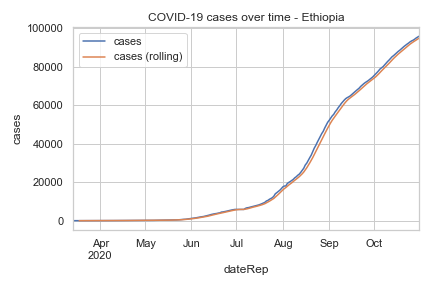 COVID-19 cases over time - Ethiopia
cases
cases (rolling)
cases
100000
80000
60000
40000
20000
0
Apr May Jun Jul Aug Sep Oct
2020
dateRep